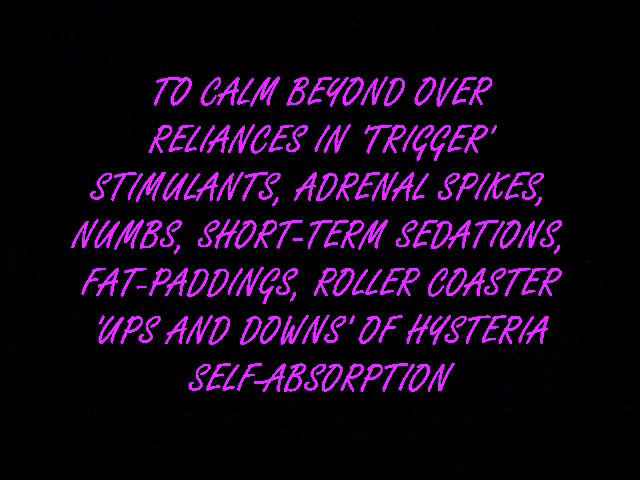 TO CALM BEYOND OVER
RELIANCES IN 'TRIGGER'
STIMULANTS, ADRENAL SPIKES,
NUMBS, SHORT-TERM SEDATIONS,
FAT-PADDINGS, ROLLER COASTER
'UPS AND DOWNS' OF HYSTERIA
SELF-ABSORPTION